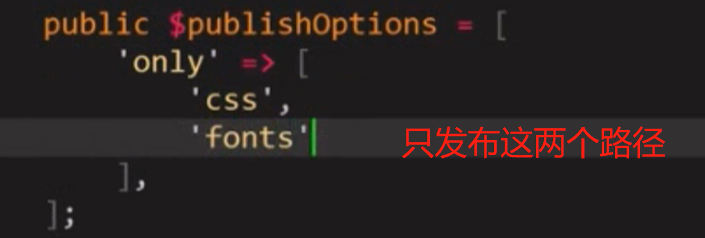 public $publishOptions = [
'only' => [
'css',
'fonts' 只发布这两个路径
],
];